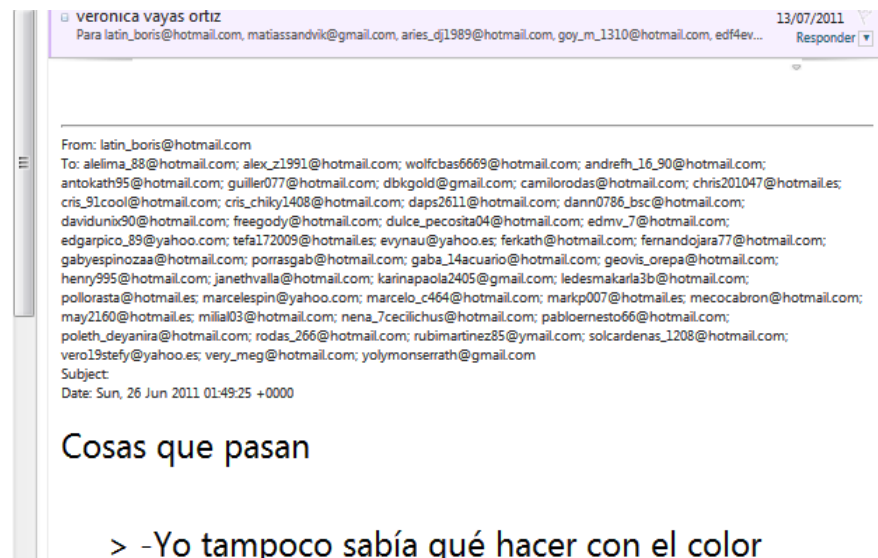 veronica vayas ortiz 13/07/2011
Para latin_boris@hotmail.com, matiassandvik@gmail.com, aries_dj1989@hotmail.com, goy_m_1310@hotmail.com, edf4ev... Responder
From: latin_boris@hotmail.com
To: alelima_88@hotmail.com; alex_z1991@hotmail.com; wolfcbas6669@hotmail.com; andrefh_16_90@hotmail.com;
antokath95@hotmail.com; guiller077@hotmail.com; dbkgold@gmail.com; camilorodas@hotmail.com; chris201047@hotmail.es;
cris_91cool@hotmail.com; cris_chiky1408@hotmail.com; daps2611@hotmail.com; dann0786_bsc@hotmail.com;
davidunix90@hotmail.com; freegody@hotmail.com; dulce_pecosita04@hotmail.com; edmv_7@hotmail.com;
edgarpico_89@yahoo.com; tefa172009@hotmail.es; evynau@yahoo.es; ferkath@hotmail.com; fernandojara77@hotmail.com;
gabyespinozaa@hotmail.com; porrasgab@hotmail.com; gaba_14acuario@hotmail.com; geovis_orepa@hotmail.com;
henry995@hotmail.com; janethvalla@hotmail.com; karinapaola2405@gmail.com; ledesmakarla3b@hotmail.com;
pollorasta@hotmail.es; marcelespin@yahoo.com; marcelo_c464@hotmail.com; markp007@hotmail.es; mecocabron@hotmail.com;
may2160@hotmail.es; milial03@hotmail.com; nena_7cecilichus@hotmail.com; pabloernesto66@hotmail.com;
poleth_deyanira@hotmail.com; rodas_266@hotmail.com; rubimartinez85@ymail.com; solcardenas_1208@hotmail.com;
vero19stefy@yahoo.es; very_meg@hotmail.com; yolymonserrath@gmail.com
Subject:
Date: Sun, 26 Jun 2011 01:49:25 +0000
Cosas que pasan
> -Yo tampoco sabía qué hacer con el color